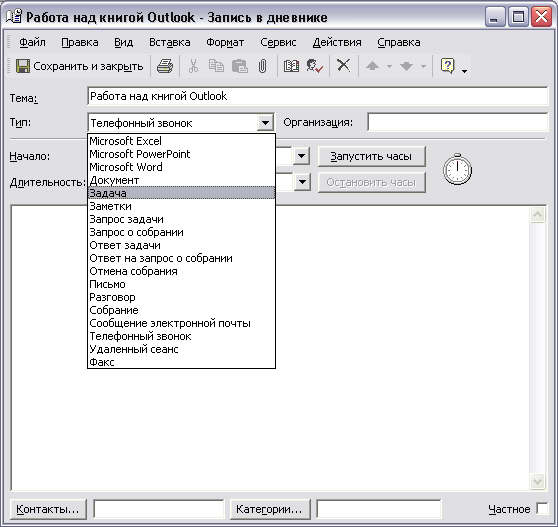 Работа над книгой Outlook - Запись в дневнике
Файл Правка Вид Вставка Формат Сервис Действия Справка
Сохранить и закрыть
Тема: Работа над книгой Outlook
Тип: Телефонный звонок Организация:
Microsoft Excel
Начало: Microsoft PowerPoint Запустить часы
Microsoft Word
Длительность: Документ Остановить часы
Задача
Заметки
Запрос задачи
Запрос о собрании
Ответ задачи
Ответ на запрос о собрании
Отмена собрания
Письмо
Разговор
Собрание
Сообщение электронной почты
Телефонный звонок
Удаленный сеанс
Факс
Контакты... Категории... Частное